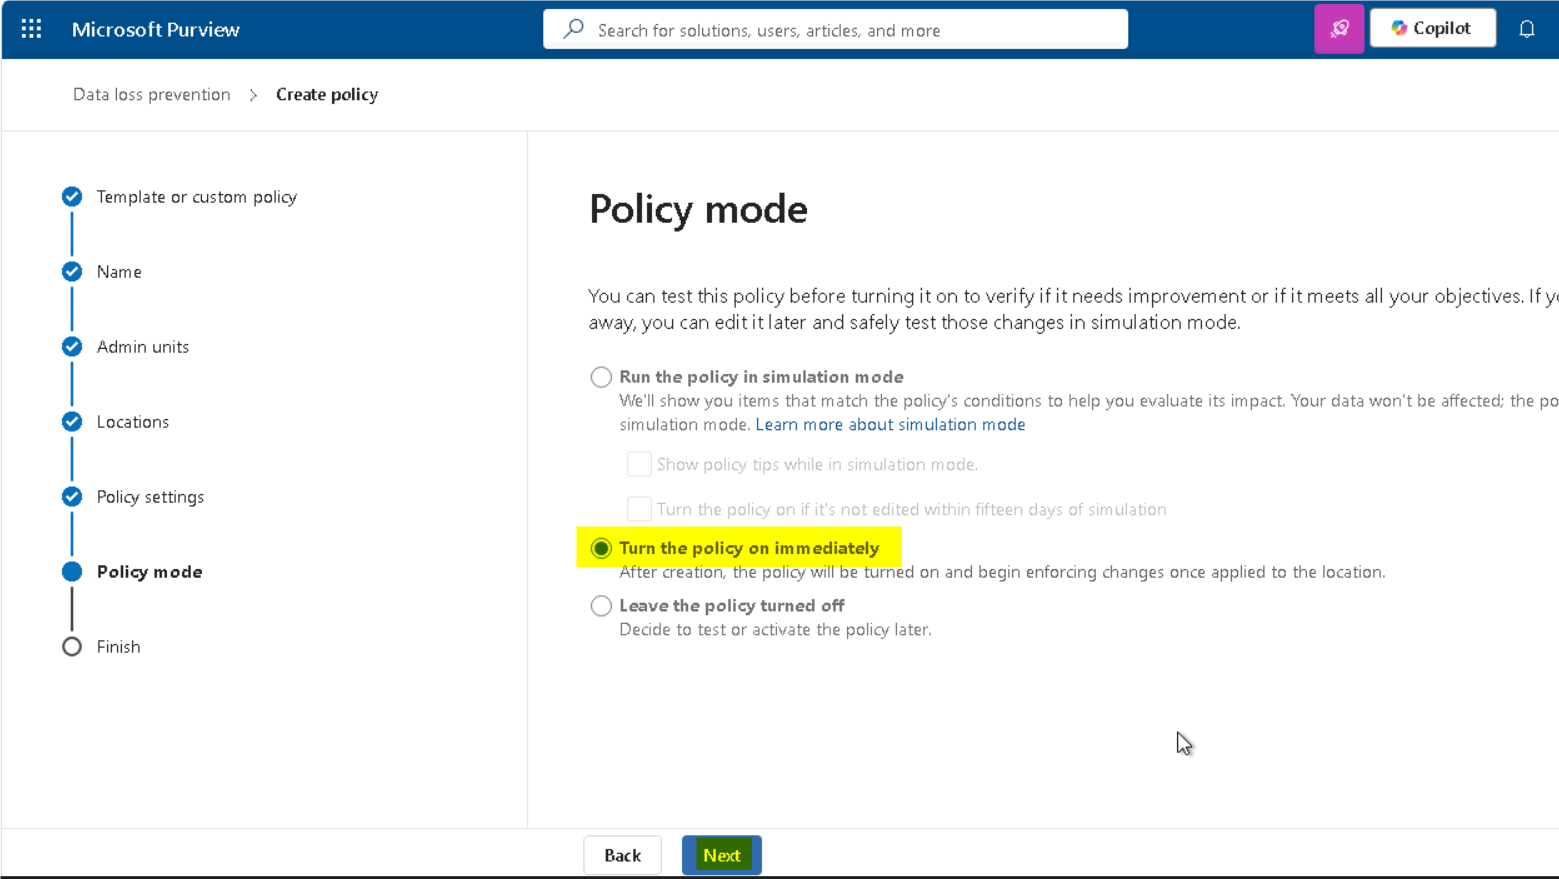 Microsoft Purview
Search for solutions, users, articles, and more
Copilot
Data loss prevention > Create policy
Template or custom policy
Name
Admin units
Locations
Policy settings
Policy mode
Finish
Policy mode
You can test this policy before turning it on to verify if it needs improvement or if it meets all your objectives. If
away, you can edit it later and safely test those changes in simulation mode.
Run the policy in simulation mode
We'll show you items that match the policy's conditions to help you evaluate its impact. Your data won't be affected; the
simulation mode. Learn more about simulation mode
Show policy tips while in simulation mode.
Turn the policy on if it's not edited within fifteen days of simulation
Turn the policy on immediately
After creation, the policy will be turned on and begin enforcing changes once applied to the location.
Leave the policy turned off
Decide to test or activate the policy later.
Back
Next